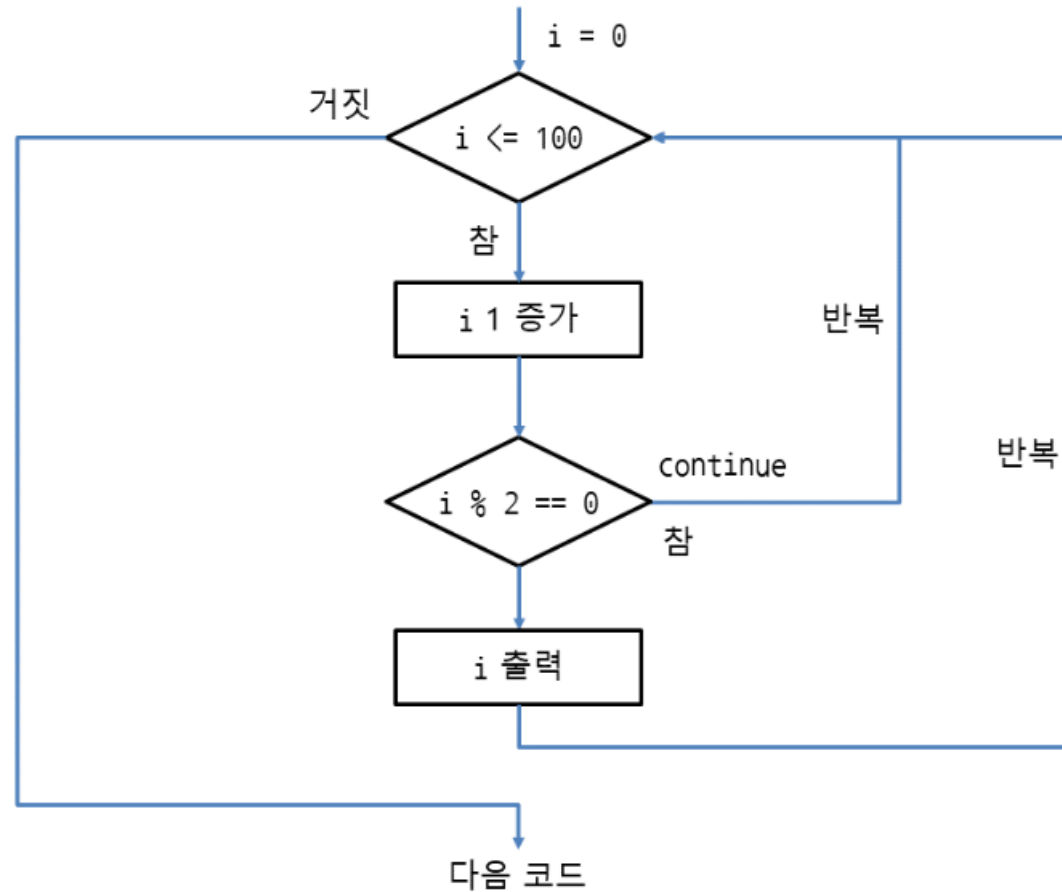 i = 0
거짓
i <= 100
참
i 1 증가
반복
반복
continue
i % 2 == 0
참
i 출력
다음 코드